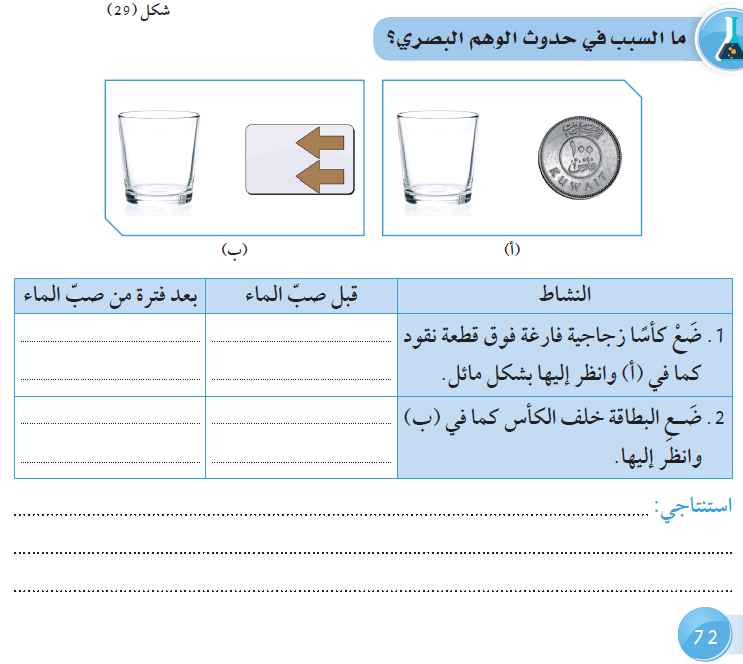 شكل (29)
ما السبب في حدوث الوهم البصري؟
١٠٠
KUWAIT
(أ)
(ب)
النشاط
قبل صبّ الماء
بعد فترة من صبّ الماء
1. ضَعْ كأسًا زجاجية فارغة فوق قطعة نقود
كما في (أ) وانظر إليها بشكل مائل.
2. ضَعِ البطاقة خلف الكأس كما في (ب)
وانظر إليها.
استنتاجي:
72